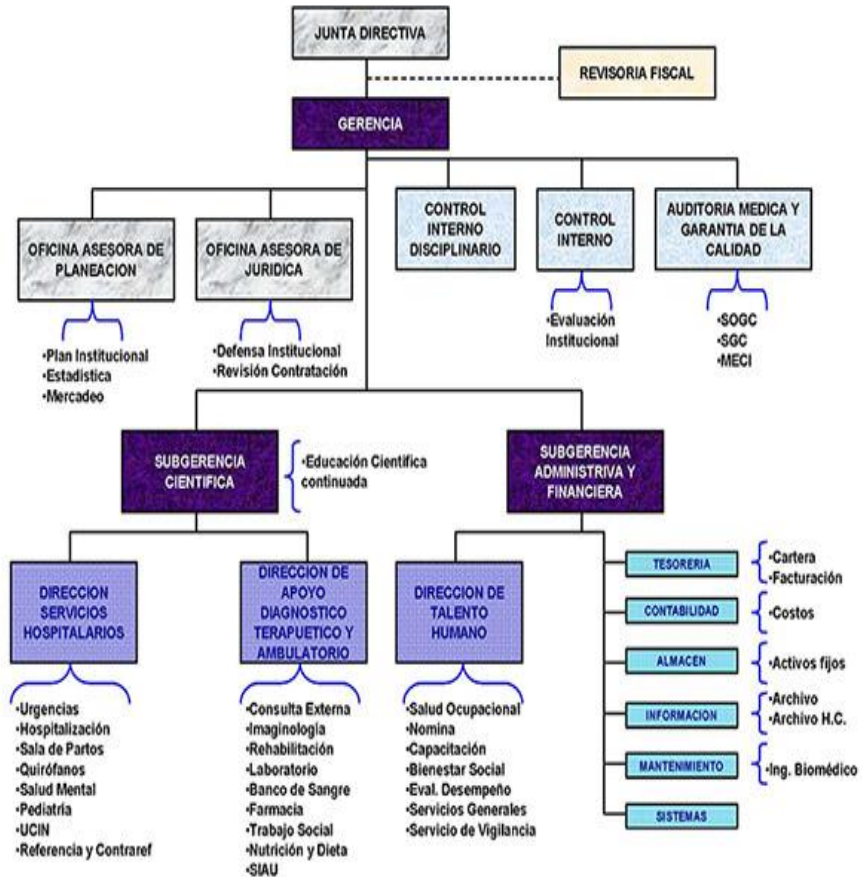 JUNTA DIRECTIVA
REVISORIA FISCAL
GERENCIA
OFICINA ASESORA DE
PLANEACION
OFICINA ASESORA DE
JURIDICA
CONTROL
INTERNO
DISCIPLINARIO
CONTROL
INTERNO
AUDITORIA MEDICA Y
GARANTIA DE LA
CALIDAD
•Plan Institucional
•Estadistica
•Mercadeo
•Defensa Institucional
•Revisión Contratación
•Evaluación
Institucional
•SOGC
•SGC
•MECI
SUBGERENCIA
CIENTIFICA
•Educación Científica
continuada
SUBGERENCIA
ADMINISTRIVA Y
FINANCIERA
DIRECCION
SERVICIOS
HOSPITALARIOS
DIRECCION DE
APOYO
DIAGNOSTICO
TERAPUETICO Y
AMBULATORIO
DIRECCION DE
TALENTO
HUMANO
TESORERIA
•Cartera
•Facturación
CONTABILIDAD
•Costos
ALMACEN
•Activos fijos
INFORMACION
•Archivo
•Archivo H.C.
MANTENIMIENTO
•Ing. Biomédico
SISTEMAS
•Urgencias
•Hospitalización
•Sala de Partos
•Quirófanos
•Salud Mental
•Pediatria
•UCIN
•Referencia y Contraref
•Consulta Externa
•Imaginología
•Rehabilitación
•Laboratorio
•Banco de Sangre
•Farmacia
•Trabajo Social
•Nutrición y Dieta
•SIAU
•Salud Ocupacional
•Nomina
•Capacitación
•Bienestar Social
•Eval. Desempeño
•Servicios Generales
•Servicio de Vigilancia